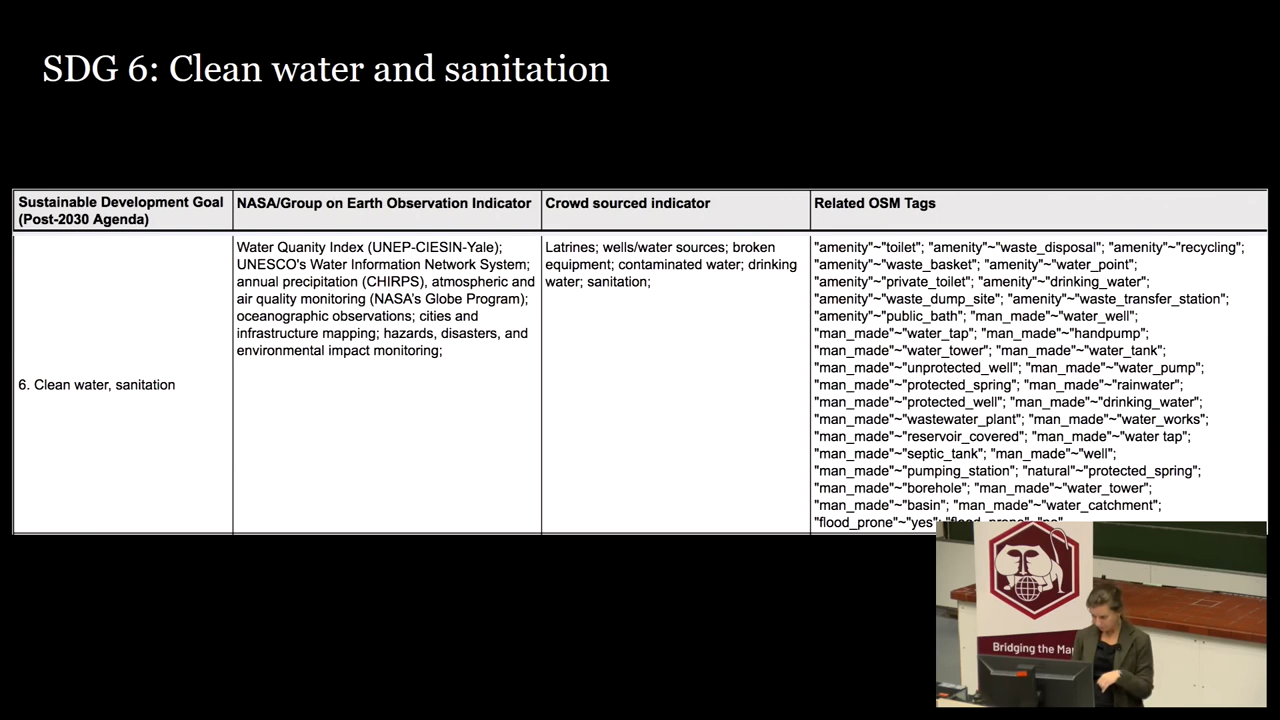 SDG 6: Clean water and sanitation
Sustainable Development Goal
(Post-2030 Agenda)
NASA/Group on Earth Observation Indicator
Crowd sourced indicator
Related OSM Tags
6. Clean water, sanitation
Water Quanity Index (UNEP-CIESIN-Yale);
UNESCO's Water Information Network System;
annual precipitation (CHIRPS), atmospheric and
air quality monitoring (NASA's Globe Program);
oceanographic observations; cities and
infrastructure mapping; hazards, disasters, and
environmental impact monitoring;
Latrines; wells/water sources; broken
equipment; contaminated water; drinking
water; sanitation;
"amenity"~"toilet"; "amenity"~"waste_disposal"; "amenity"~"recycling";
"amenity"~"waste_basket"; "amenity"~"water_point";
"amenity"~"private_toilet"; "amenity"~"drinking_water";
"amenity"~"waste_dump_site"; "amenity"~"waste_transfer_station";
"amenity"~"public_bath"; "man_made"~"water_well";
"man_made"~"water_tap"; "man_made"~"handpump";
"man_made"~"water_tower"; "man_made"~"water_tank";
"man_made"~"unprotected_well"; "man_made"~"water_pump";
"man_made"~"protected_spring"; "man_made"~"rainwater";
"man_made"~"protected_well"; "man_made"~"drinking_water";
"man_made"~"wastewater_plant"; "man_made"~"water_works";
"man_made"~"reservoir_covered"; "man_made"~"water tap";
"man_made"~"septic_tank"; "man_made"~"well";
"man_made"~"pumping_station"; "natural"~"protected_spring";
"man_made"~"borehole"; "man_made"~"water_tower";
"man_made"~"basin"; "man_made"~"water_catchment";
"flood_prone"~"yes";
Bridging the Ma